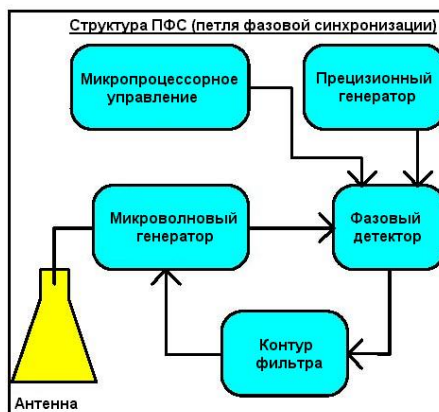 Структура ПФС (петля фазовой синхронизации)
Микропроцессорное
управление
Прецизионный
генератор
Микроволновый
генератор
Фазовый
детектор
Контур
фильтра
Антенна